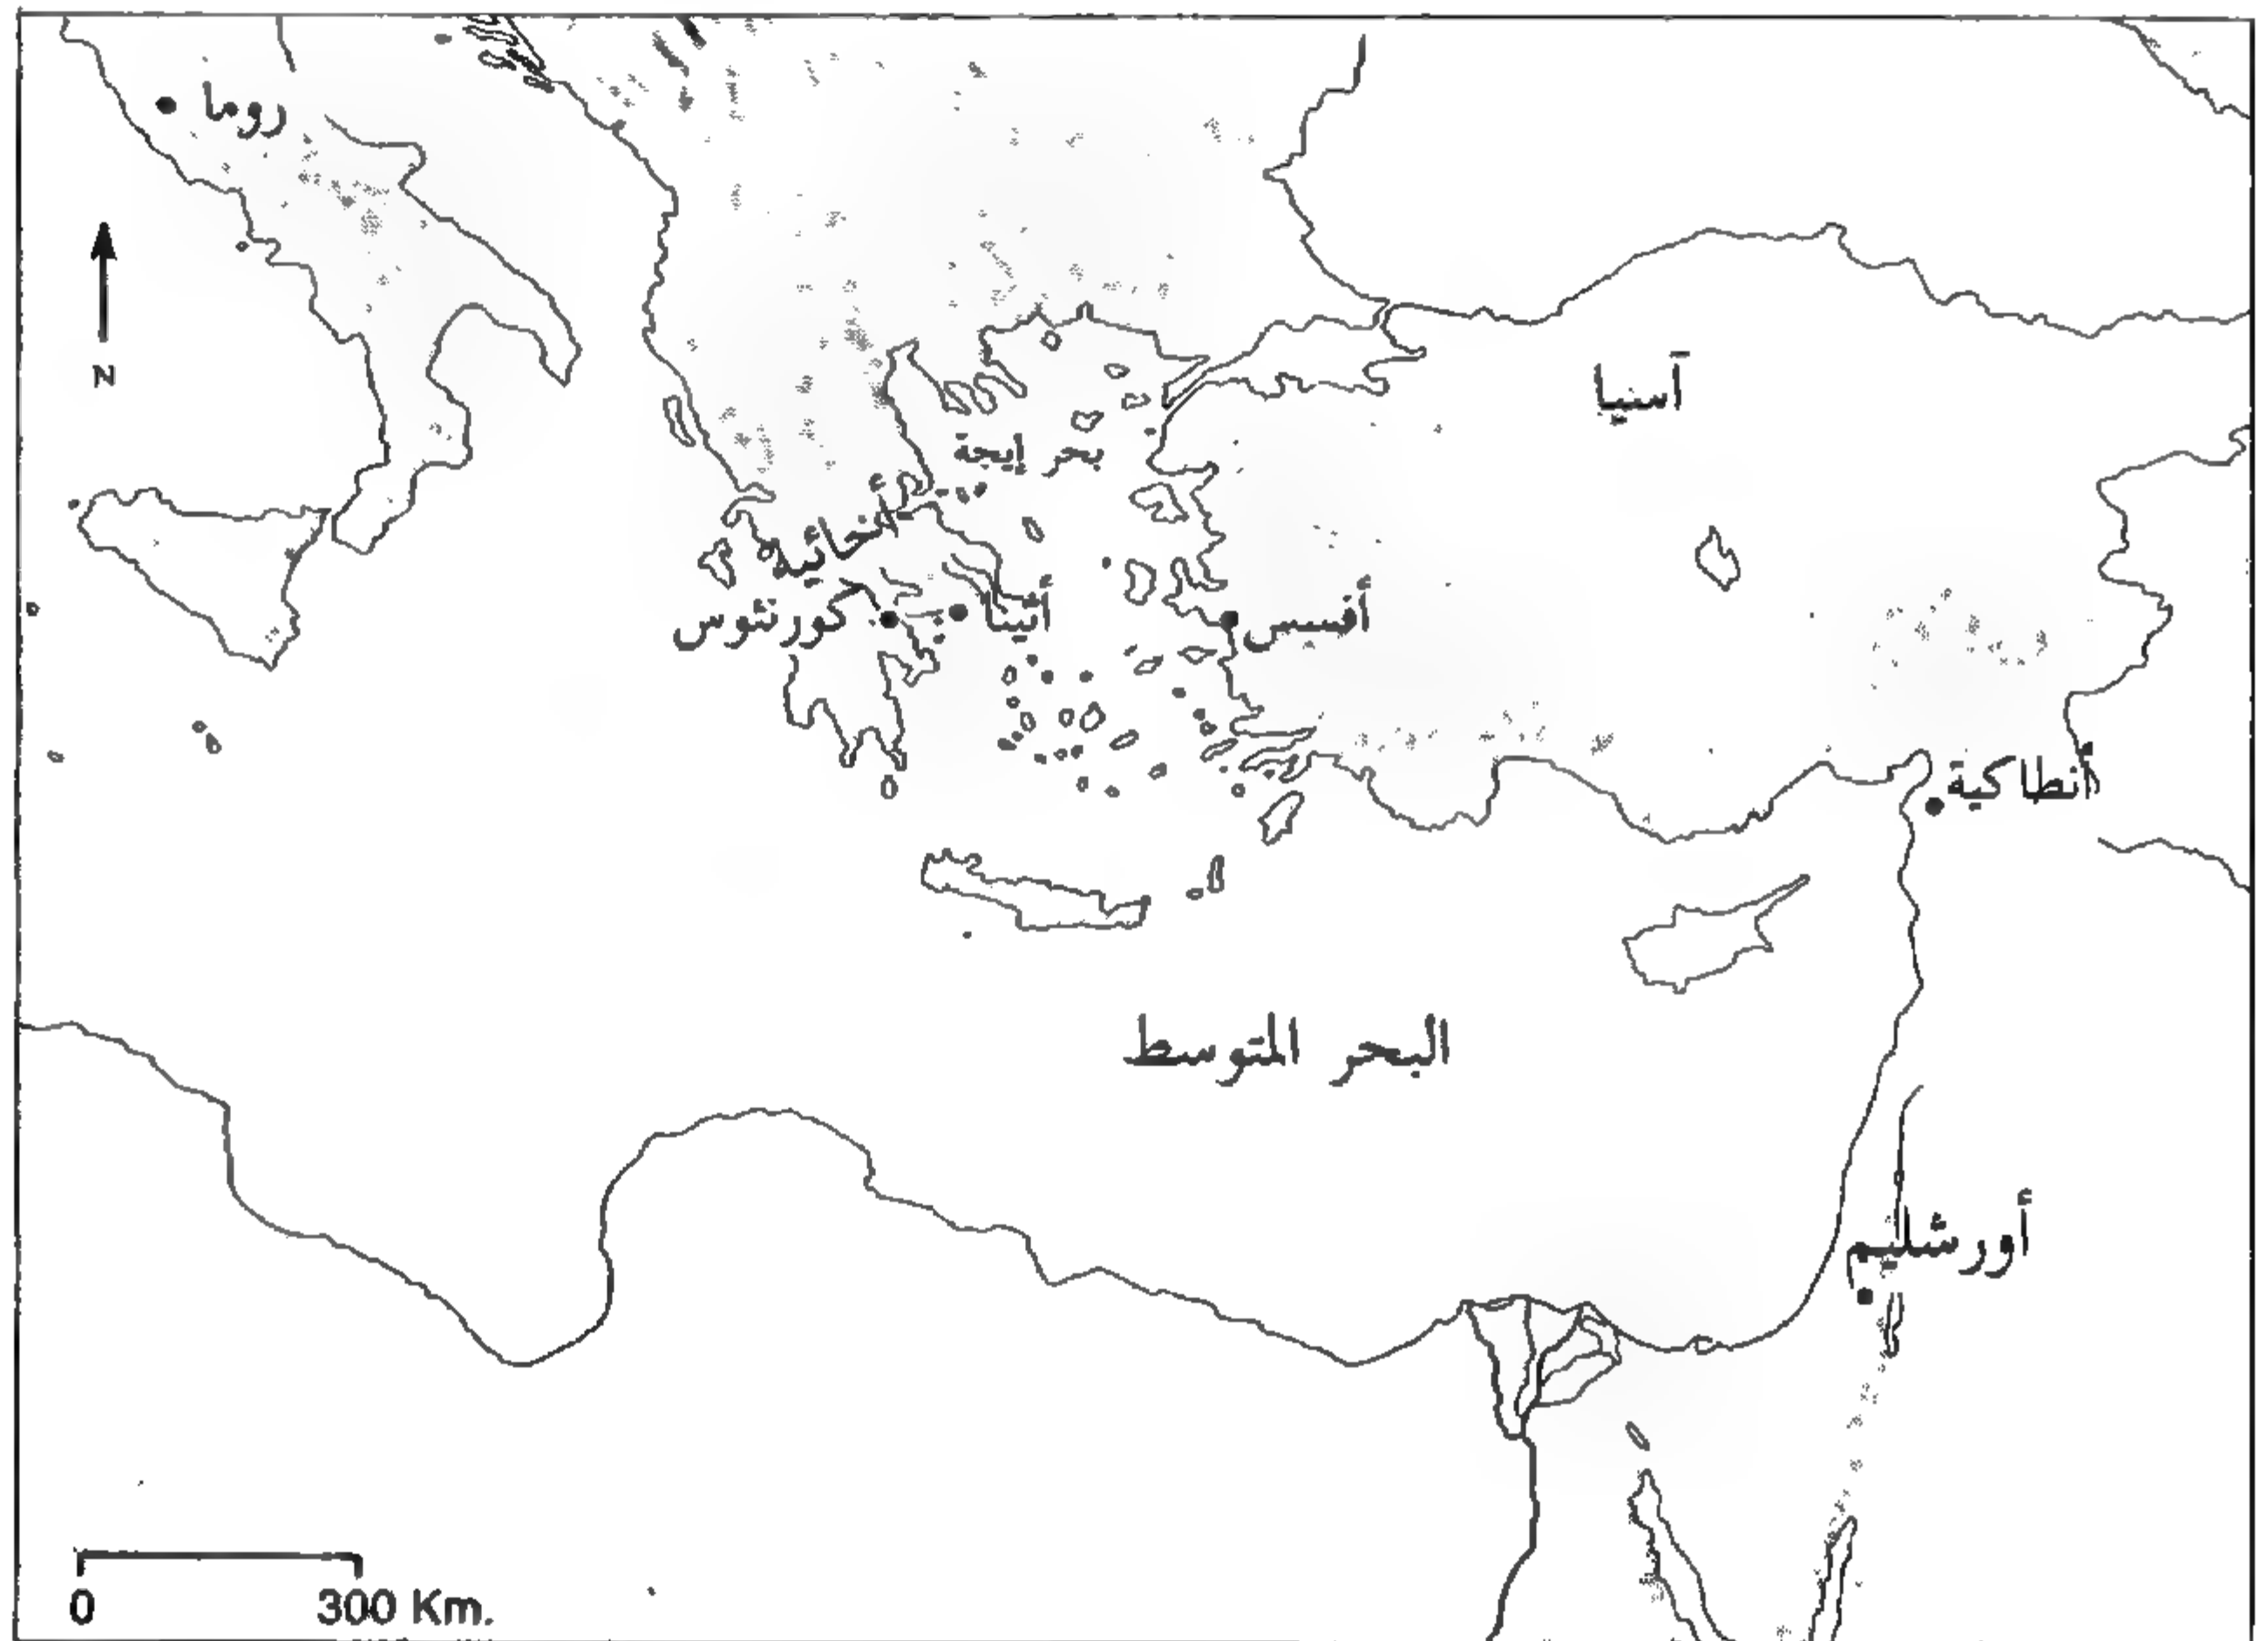 روما
N
آسيا
بحر إيجة
أخائية
كورنثوس
أثينا
أفسس
أنطاكية
البحر المتوسط
أورشليم
0 300 Km.